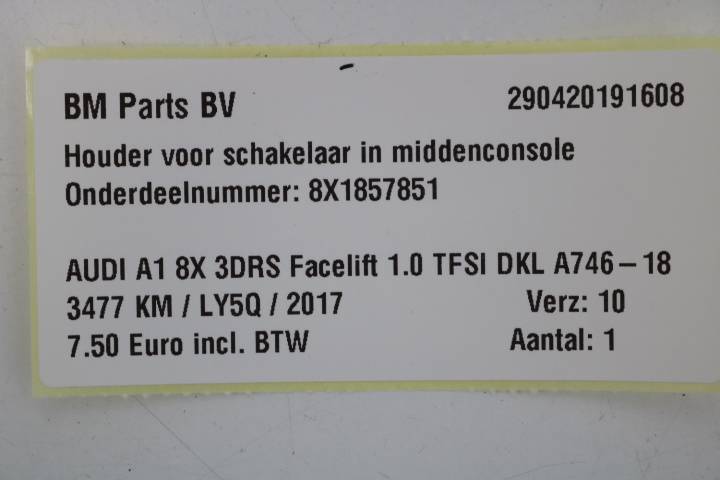 BM Parts BV 290420191608
Houder voor schakelaar in middenconsole
Onderdeelnummer: 8X1857851
AUDI A1 8X 3DRS Facelift 1.0 TFSI DKL A746-18
3477 KM / LY5Q / 2017 Verz: 10
7.50 Euro incl. BTW Aantal: 1